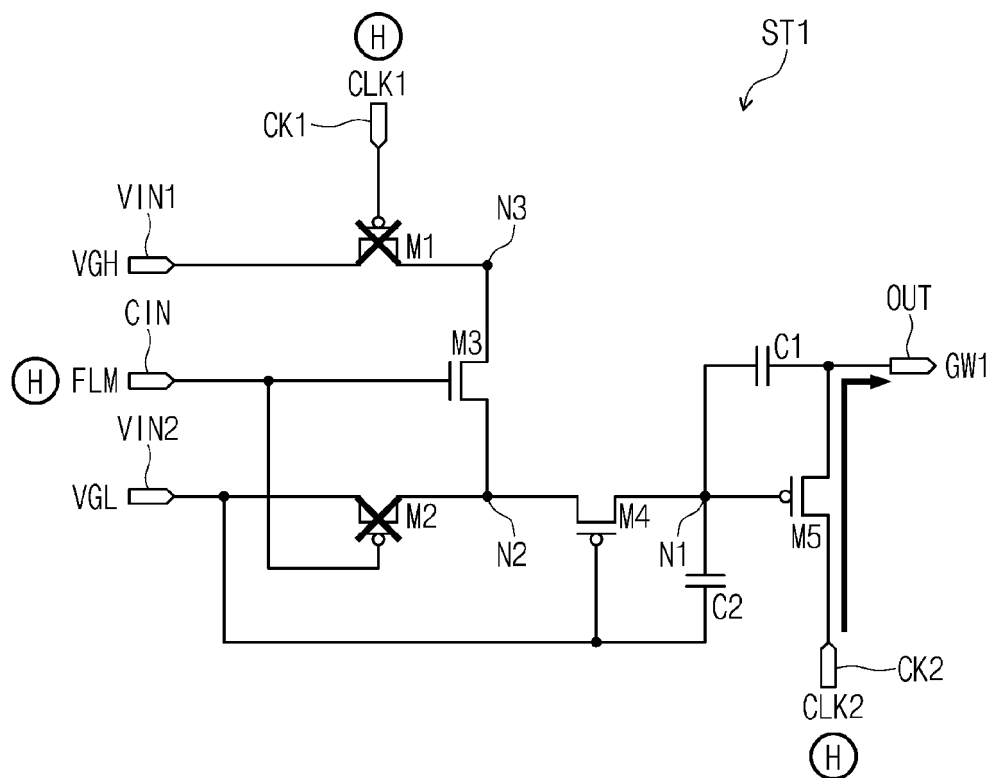 H
ST1
CLK1
CK1
VIN1
N3
M1
VGH
OUT
CIN
M3
C1
H FLM
GW1
VIN2
VGL
M2
M4
N2
N1
M5
C2
CK2
CLK2
H